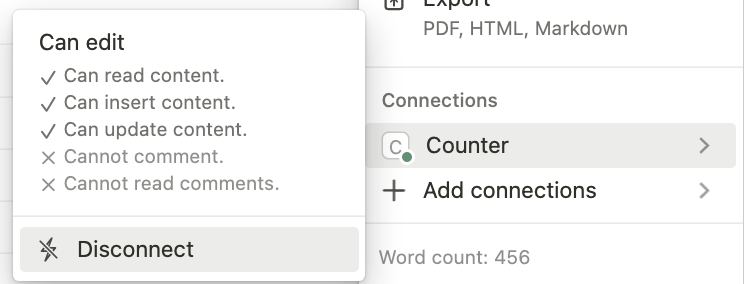 Can edit
Can read content.
Can insert content.
Can update content.
Cannot comment.
Cannot read comments.
Disconnect
Export
PDF, HTML, Markdown
Connections
C
Counter
Add connections
Word count: 456